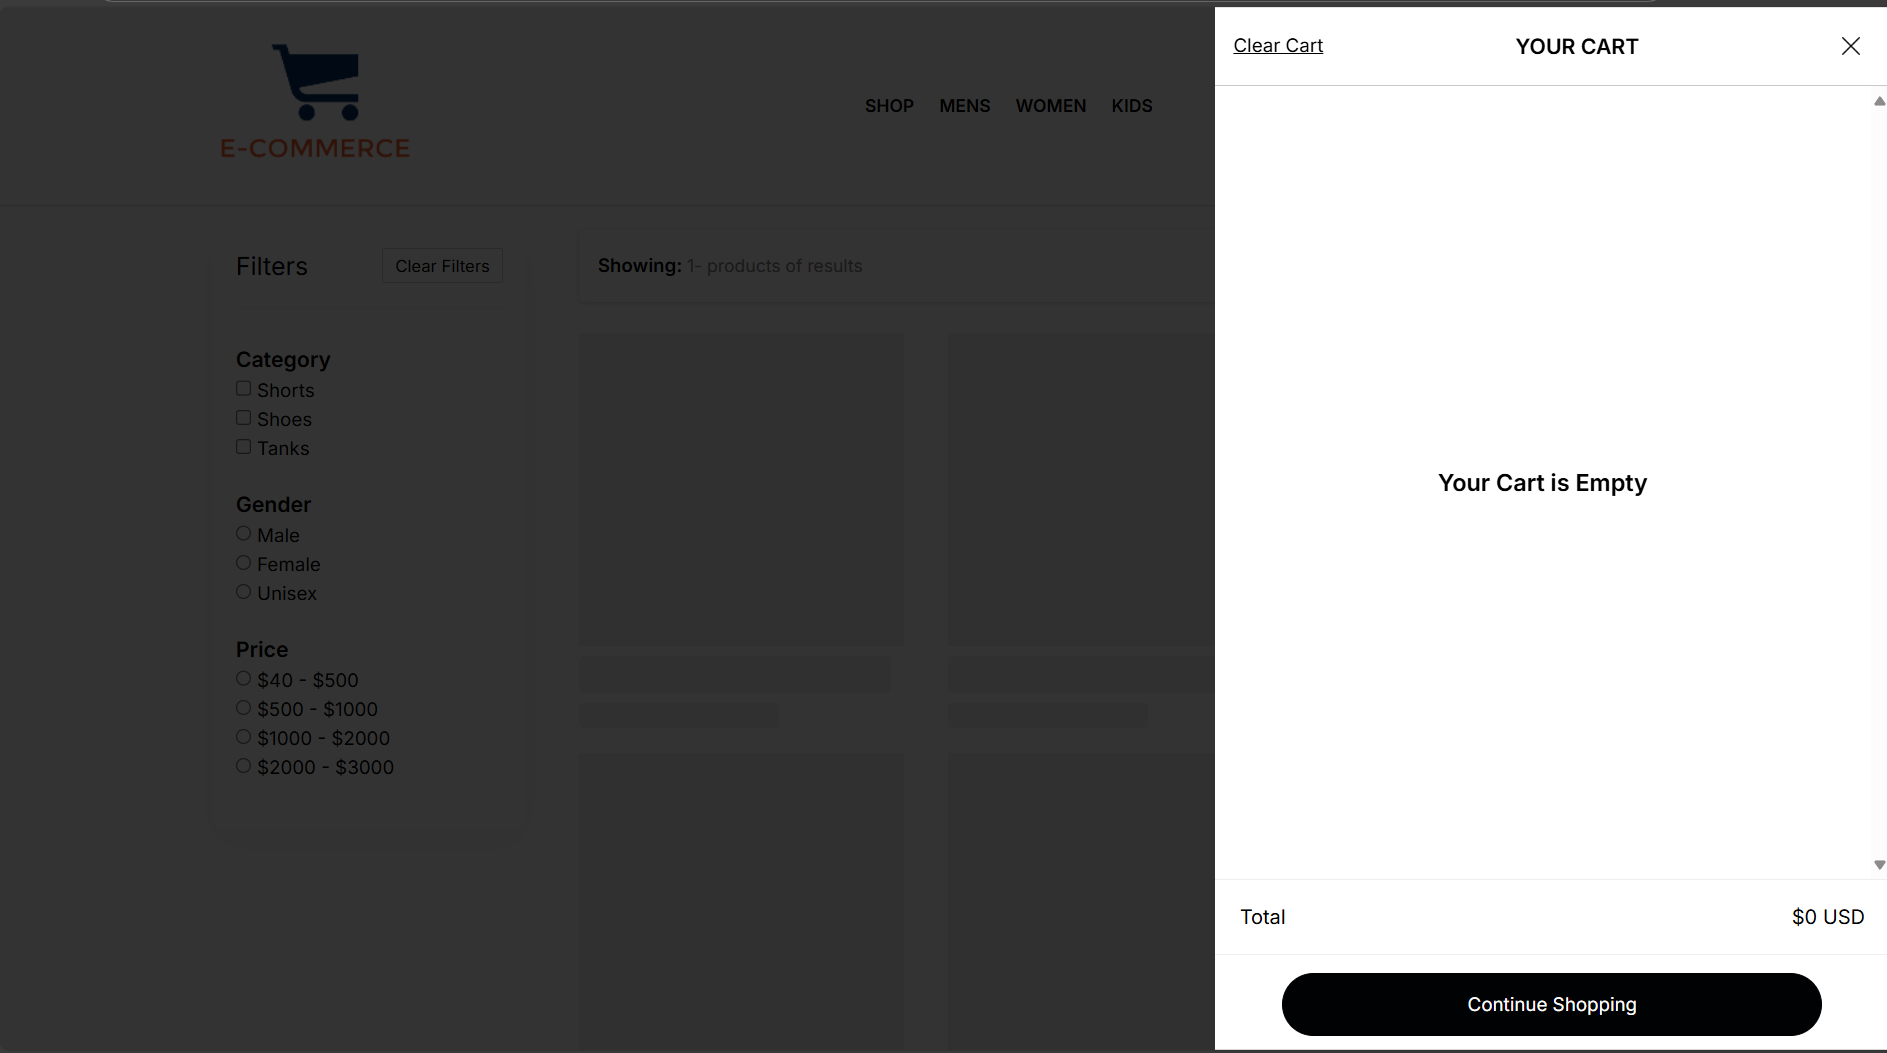 E-COMMERCE
SHOP MENS WOMEN KIDS
Filters
Clear Filters
Category
Shorts
Shoes
Tanks
Gender
Male
Female
Unisex
Price
$40 - $500
$500 - $1000
$1000 - $2000
$2000 - $3000
Showing: 1- products of results
Clear Cart
YOUR CART
Your Cart is Empty
Total $0 USD
Continue Shopping